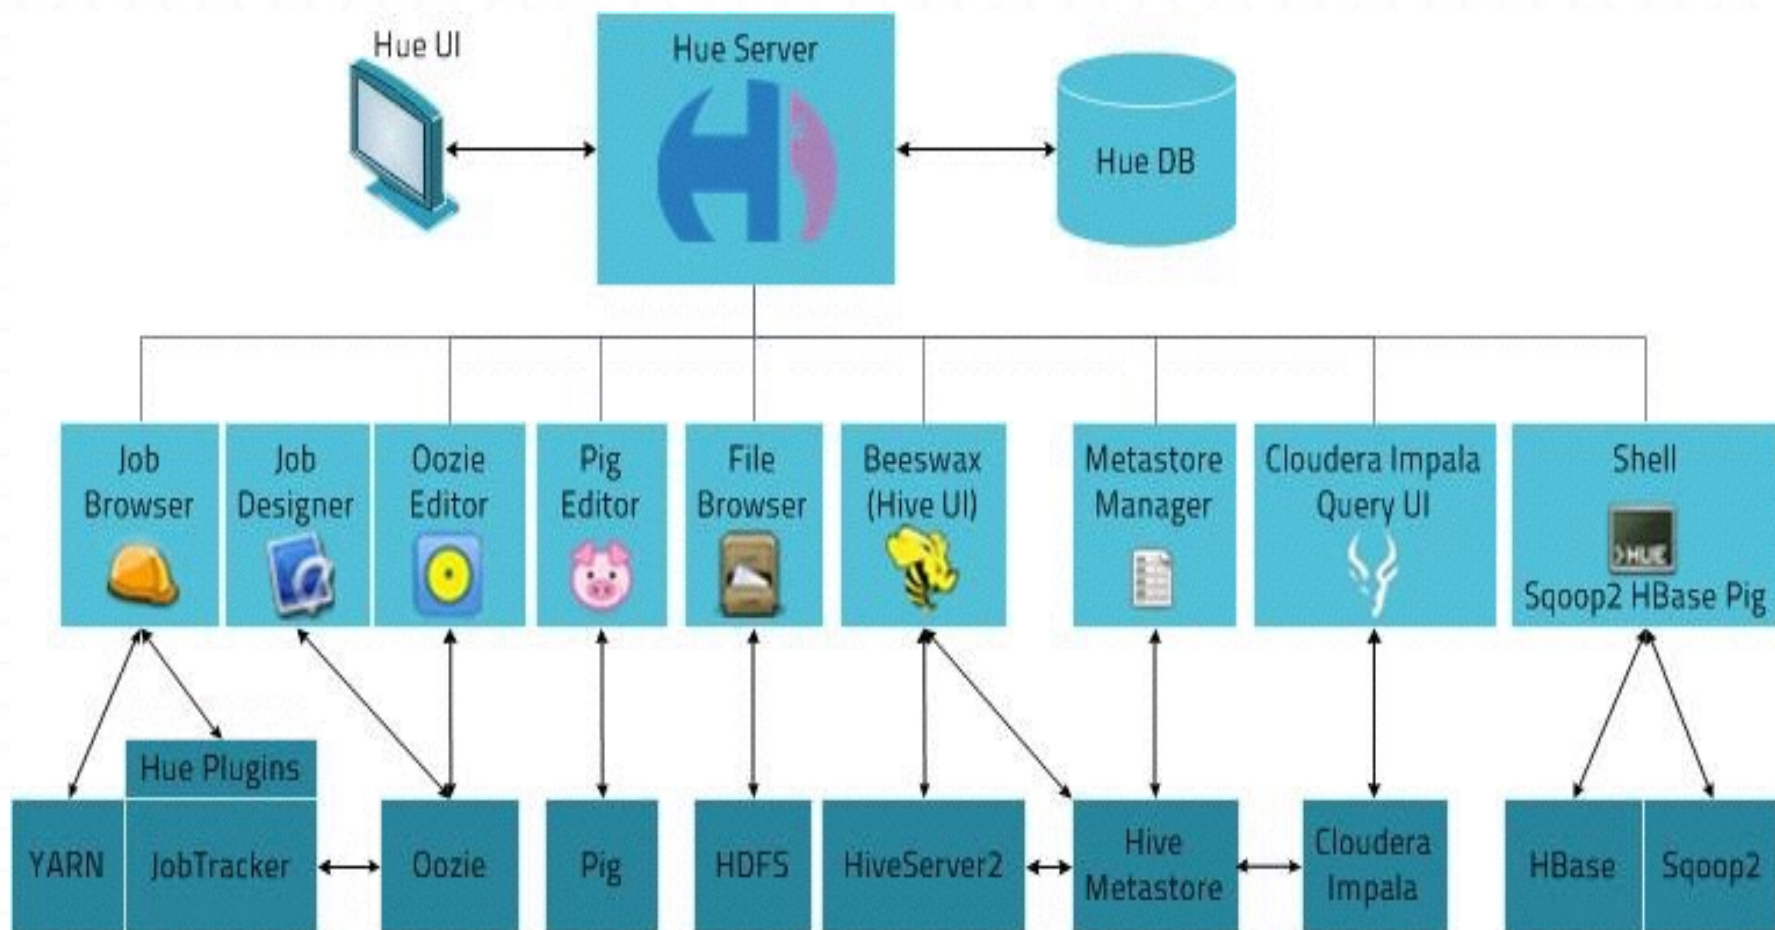 Hue UI
Hue Server
Hue DB
Job
Browser
Job
Designer
Oozie
Editor
Pig
Editor
File
Browser
Beeswax
(Hive UI)
Metastore
Manager
Cloudera Impala
Query UI
Shell
>HUE
Sqoop2 HBase Pig
Hue Plugins
YARN
JobTracker
Oozie
Pig
HDFS
HiveServer2
Hive
Metastore
Cloudera
Impala
HBase
Sqoop2